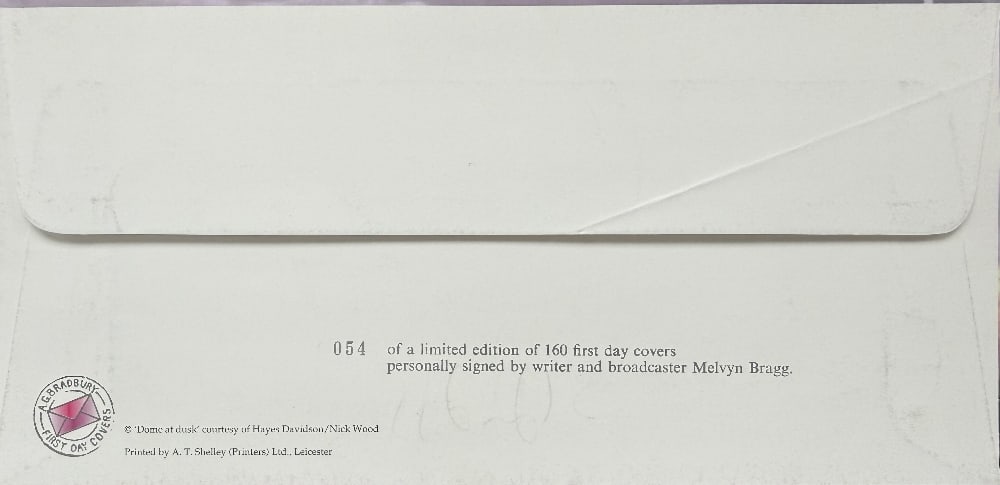 054 of a limited edition of 160 first day covers
personally signed by writer and broadcaster Melvyn Bragg.
A.G. BRADBURY
FIRST DAY COVERS
© 'Dome at dusk' courtesy of Hayes Davidson/Nick Wood
Printed by A. T. Shelley (Printers) Ltd., Leicester